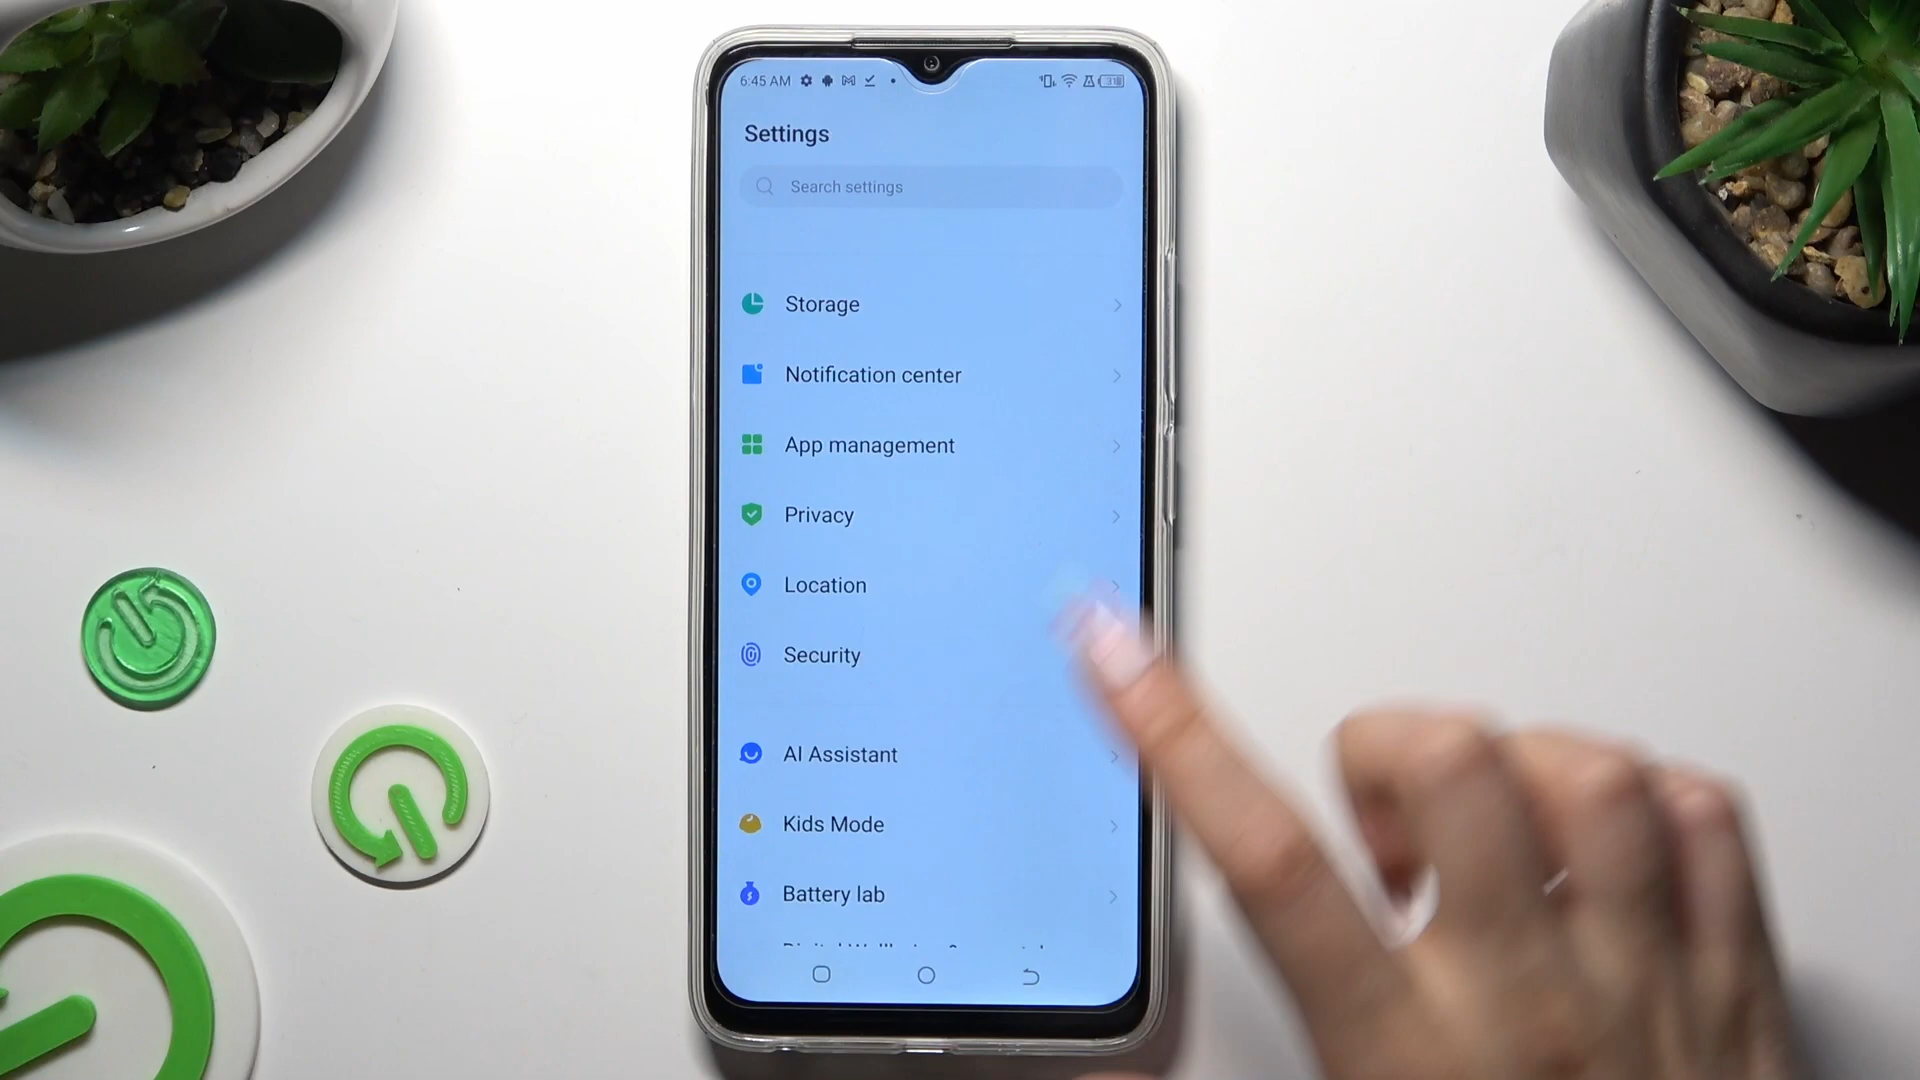 6:45 AM
Settings
Search settings
Storage
Notification center
App management
Privacy
Location
Security
AI Assistant
Kids Mode
Battery lab